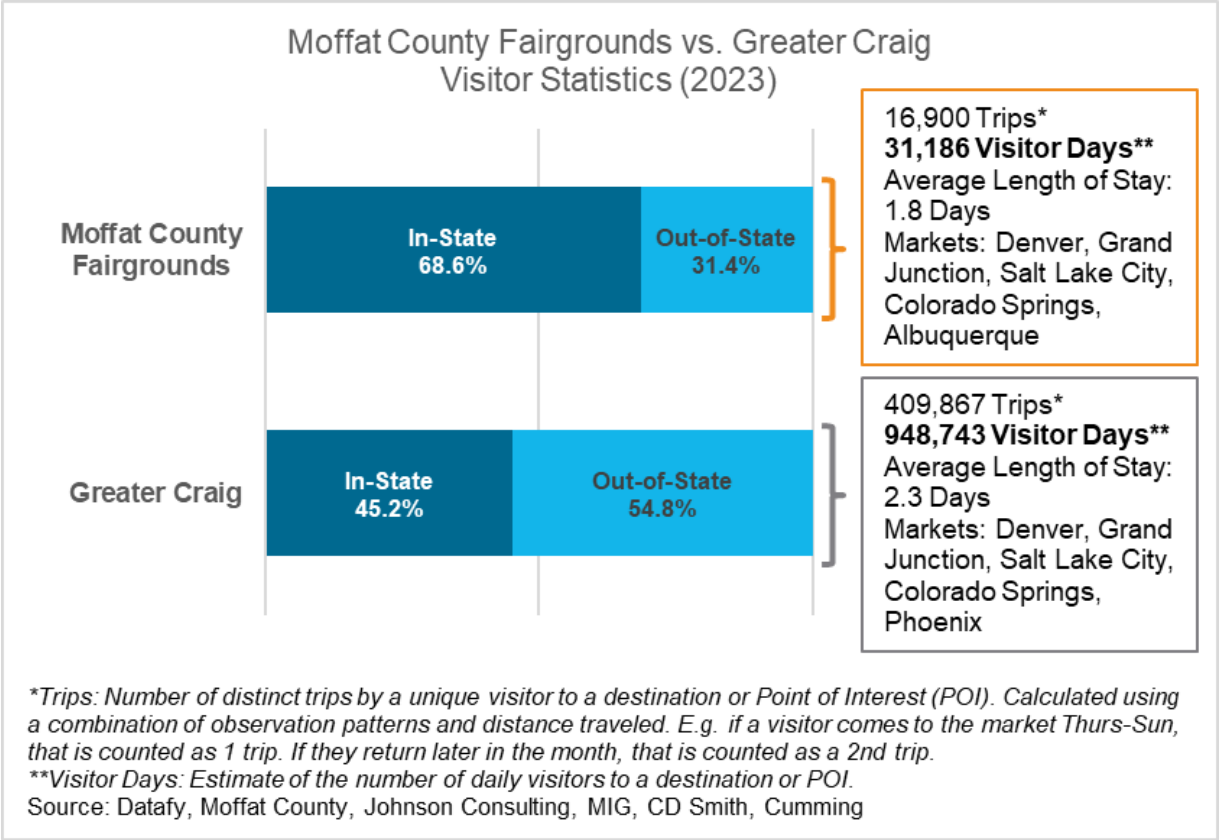 Moffat County Fairgrounds vs. Greater Craig
Visitor Statistics (2023)
Moffat County
Fairgrounds
In-State
68.6%
Out-of-State
31.4%
16,900 Trips*
31,186 Visitor Days**
Average Length of Stay:
1.8 Days
Markets: Denver, Grand
Junction, Salt Lake City,
Colorado Springs,
Albuquerque
Greater Craig
In-State
45.2%
Out-of-State
54.8%
409,867 Trips*
948,743 Visitor Days**
Average Length of Stay:
2.3 Days
Markets: Denver, Grand
Junction, Salt Lake City,
Colorado Springs,
Phoenix
*Trips: Number of distinct trips by a unique visitor to a destination or Point of Interest (POI). Calculated using
a combination of observation patterns and distance traveled. E.g. if a visitor comes to the market Thurs-Sun,
that is counted as 1 trip. If they return later in the month, that is counted as a 2nd trip.
**Visitor Days: Estimate of the number of daily visitors to a destination or POI.
Source: Datafy, Moffat County, Johnson Consulting, MIG, CD Smith, Cumming